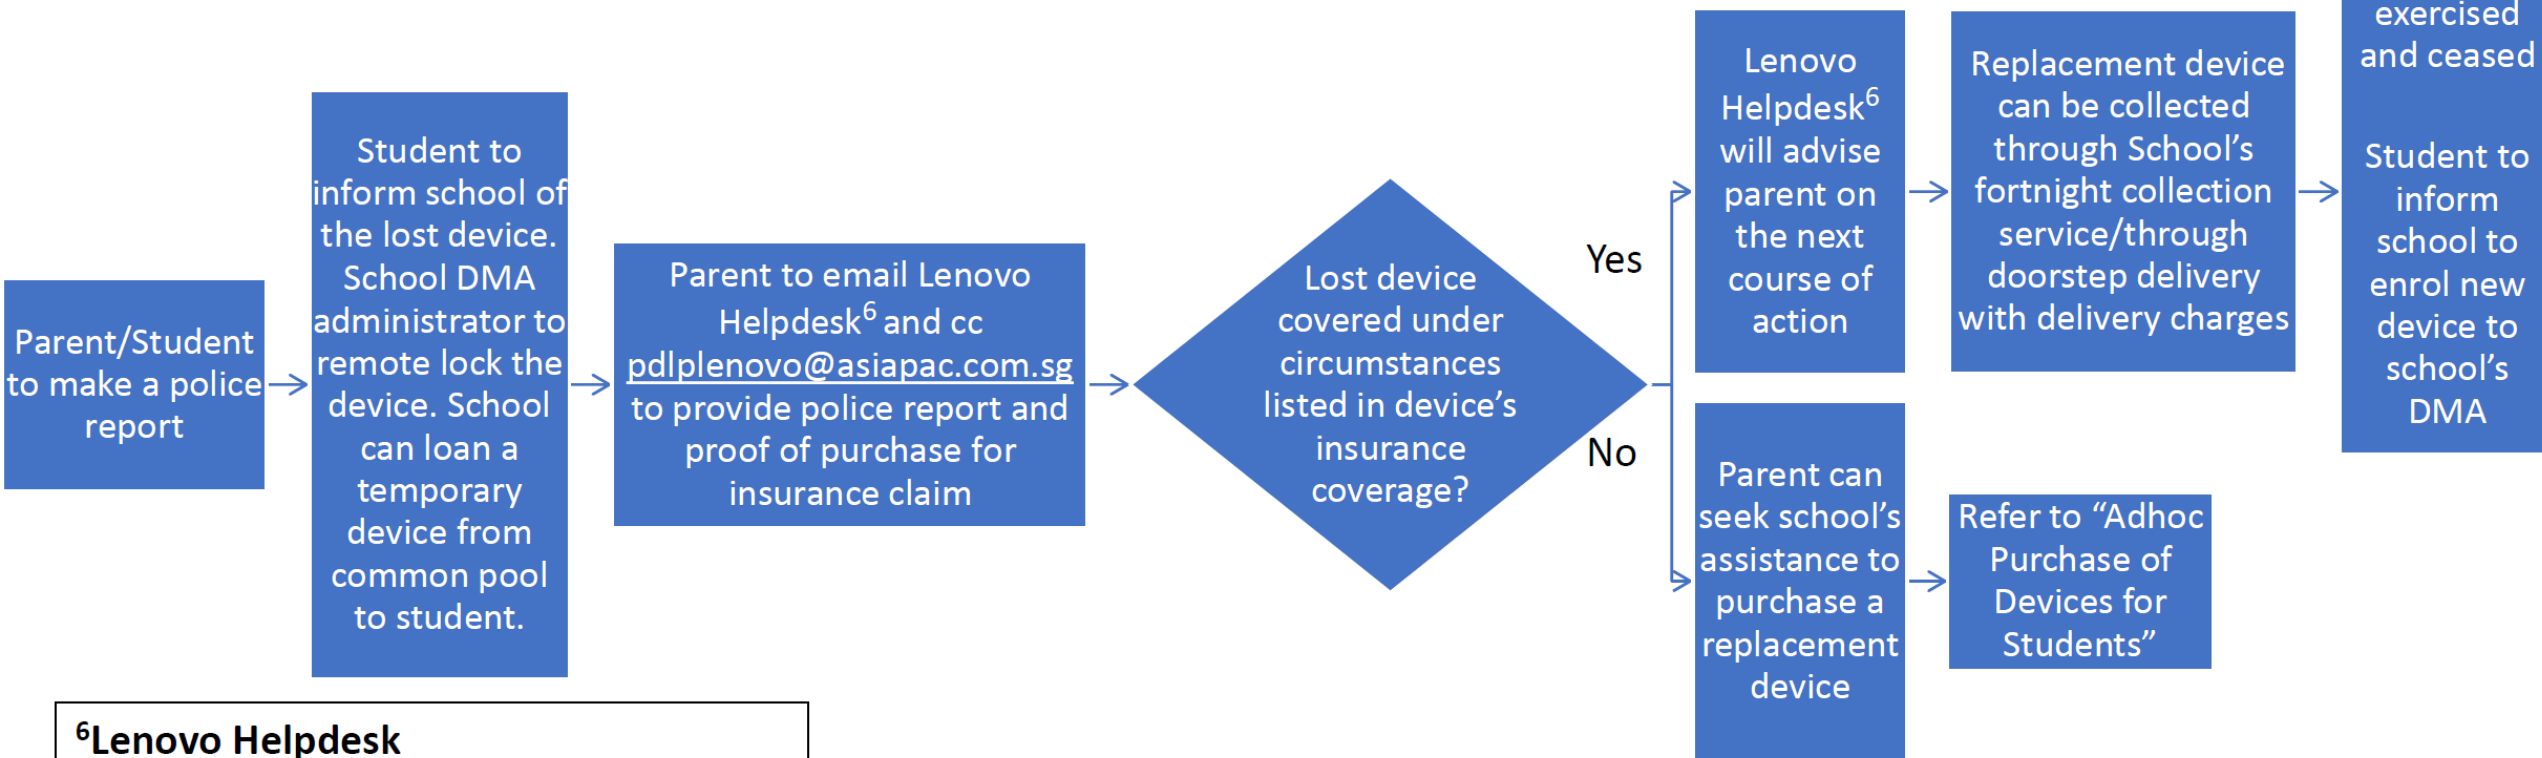 Parent/Student
to make a police
report
Student to
inform school of
the lost device.
School DMA
administrator to
remote lock the
device. School
can loan a
temporary
device from
common pool
to student.
Parent to email Lenovo
Helpdesk⁶ and cc
pdlplenovo@asiapac.com.sg
to provide police report and
proof of purchase for
insurance claim
Lost device
covered under
circumstances
listed in device’s
insurance
coverage?
Yes
Lenovo
Helpdesk⁶
will advise
parent on
the next
course of
action
Replacement device
can be collected
through School’s
fortnight collection
service/through
doorstep delivery
with delivery charges
exercised
and ceased
Student to
inform
school to
enrol new
device to
school’s
DMA
No
Parent can
seek school’s
assistance to
purchase a
replacement
device
Refer to “Adhoc
Purchase of
Devices for
Students”
⁶Lenovo Helpdesk